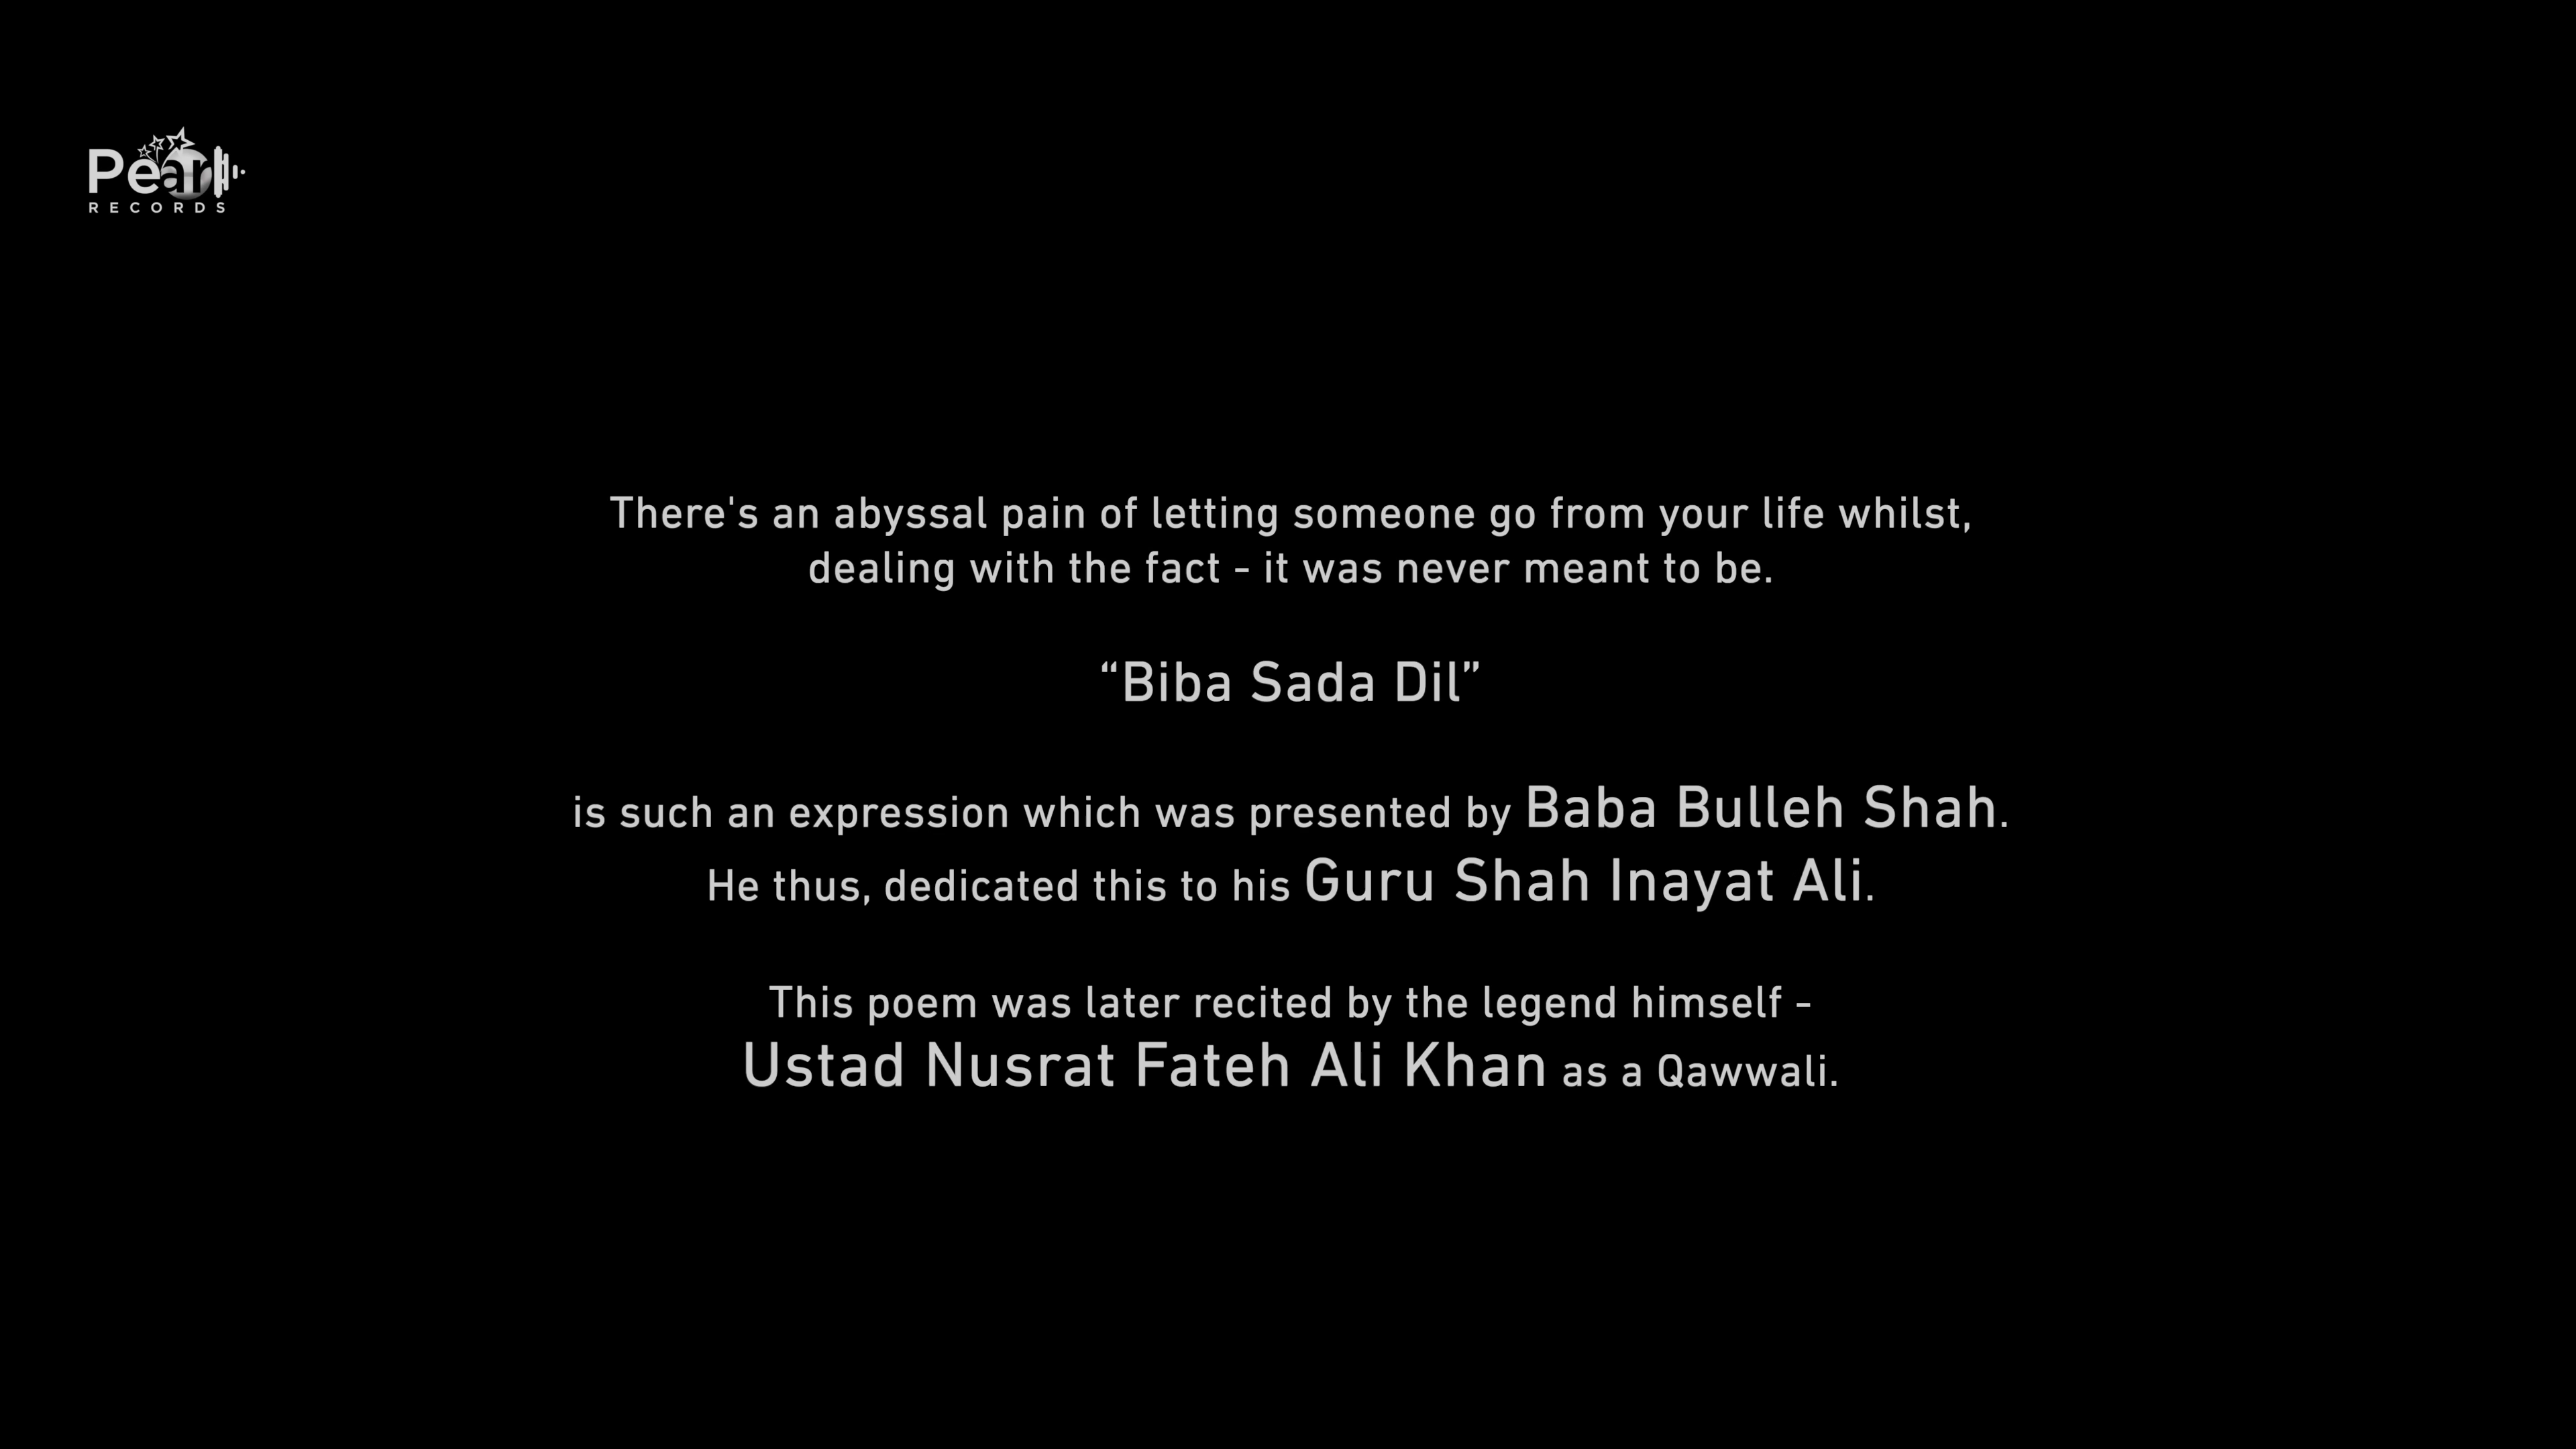 Pearl
RECORDS
There's an abyssal pain of letting someone go from your life whilst,
dealing with the fact - it was never meant to be.
“Biba Sada Dil”
is such an expression which was presented by Baba Bulleh Shah.
He thus, dedicated this to his Guru Shah Inayat Ali.
This poem was later recited by the legend himself -
Ustad Nusrat Fateh Ali Khan as a Qawwali.